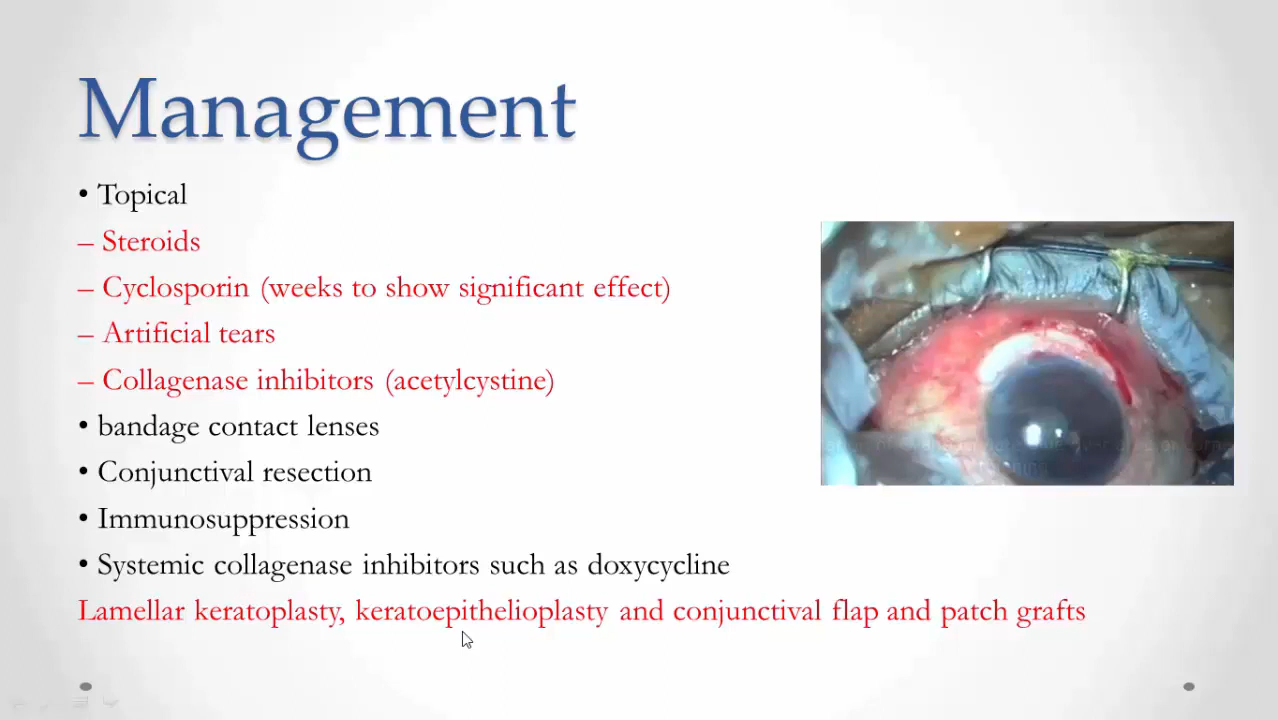 Management
• Topical
– Steroids
– Cyclosporin (weeks to show significant effect)
– Artificial tears
– Collagenase inhibitors (acetylcystine)
• bandage contact lenses
• Conjunctival resection
• Immunosuppression
• Systemic collagenase inhibitors such as doxycycline
Lamellar keratoplasty, keratoepithelioplasty and conjunctival flap and patch grafts